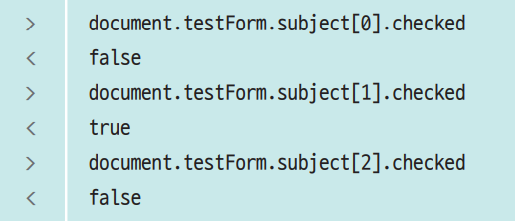 > document.testForm.subject[0].checked
< false
> document.testForm.subject[1].checked
< true
> document.testForm.subject[2].checked
< false